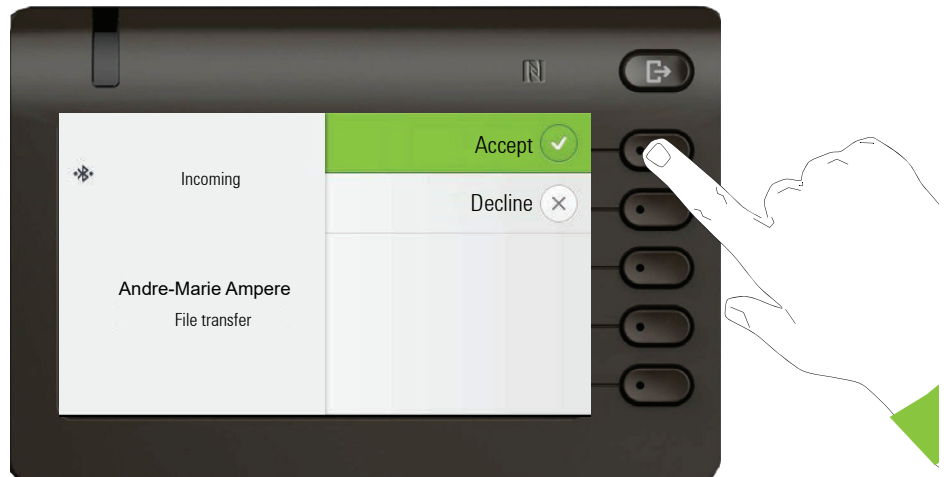 Accept
Decline
Incoming
Andre-Marie Ampere
File transfer